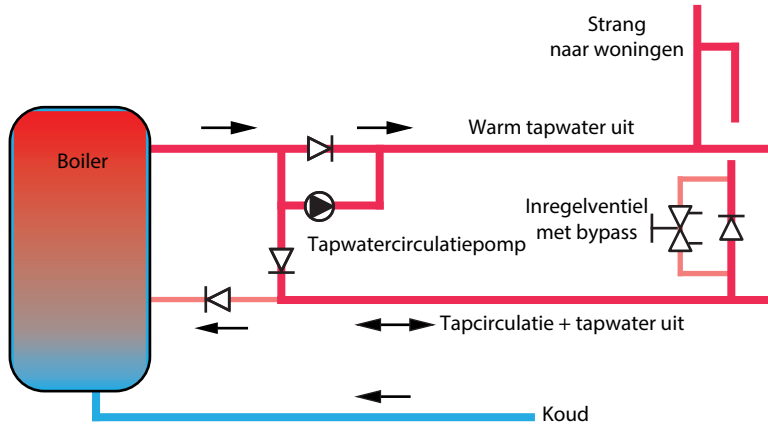 Strang
naar woningen
Warm tapwater uit
Boiler
Inregelventiel
met bypass
Tapwatercirculatiepomp
Tapcirculatie + tapwater uit
Koud